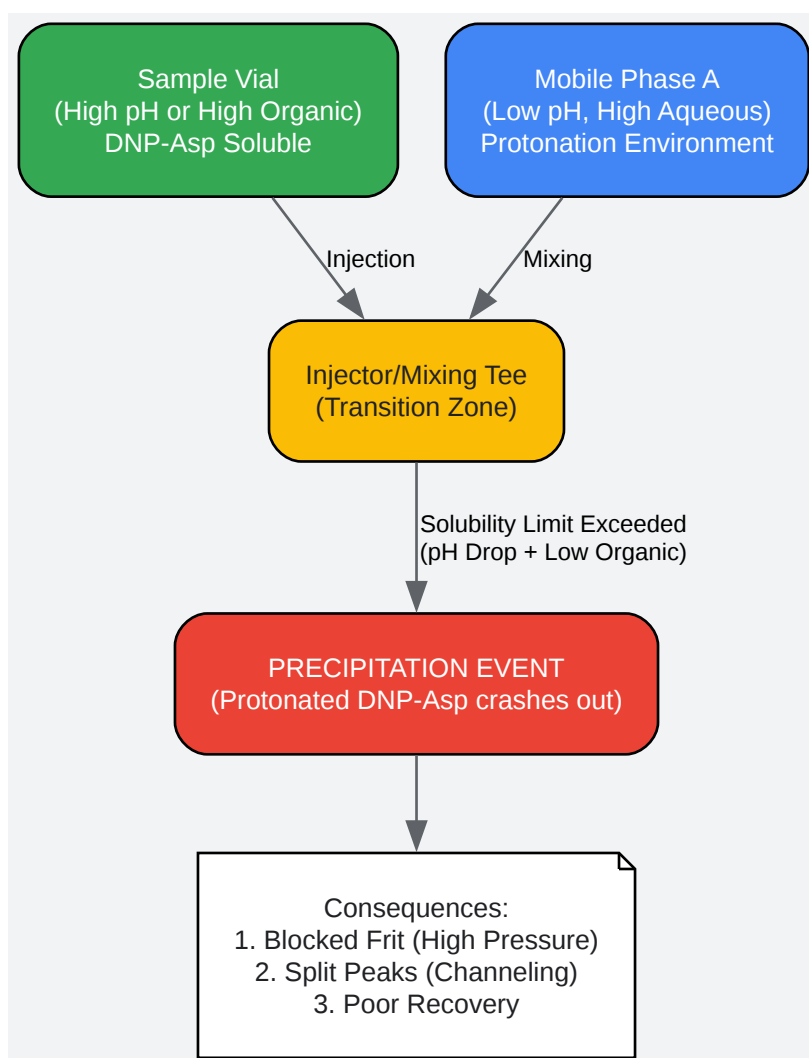 Sample Vial
(High pH or High Organic)
DNP-Asp Soluble
Mobile Phase A
(Low pH, High Aqueous)
Protonation Environment
Injection
Mixing
Injector/Mixing Tee
(Transition Zone)
Solubility Limit Exceeded
(pH Drop + Low Organic)
PRECIPITATION EVENT
(Protonated DNP-Asp crashes out)
Consequences:
1. Blocked Frit (High Pressure)
2. Split Peaks (Channeling)
3. Poor Recovery